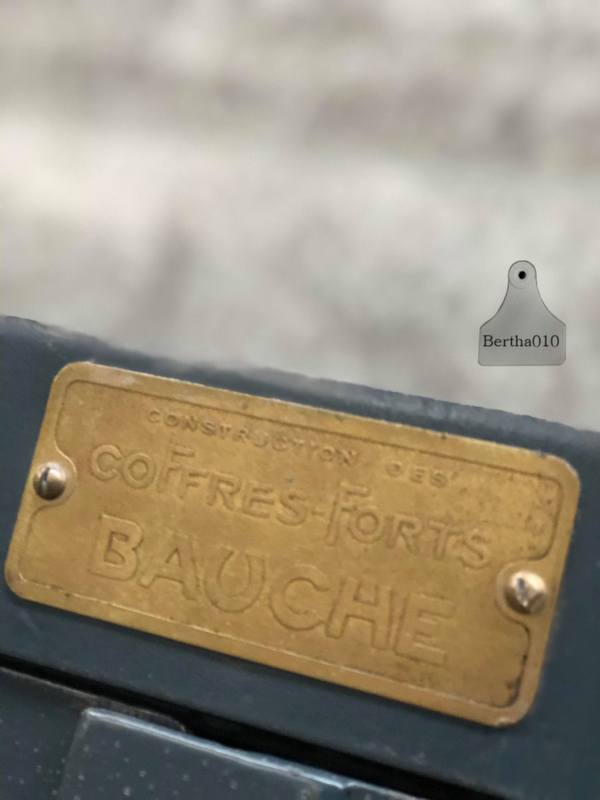 Bertha010
CONSTRUCTION DES
COFFRES-FORTS
BAUCHE